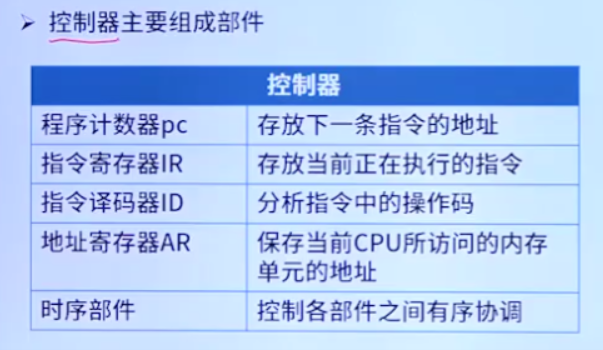 ➢ 控制器主要组成部件
控制器
程序计数器pc
存放下一条指令的地址
指令寄存器IR
存放当前正在执行的指令
指令译码器ID
分析指令中的操作码
地址寄存器AR
保存当前CPU所访问的内存
单元的地址
时序部件
控制各部件之间有序协调